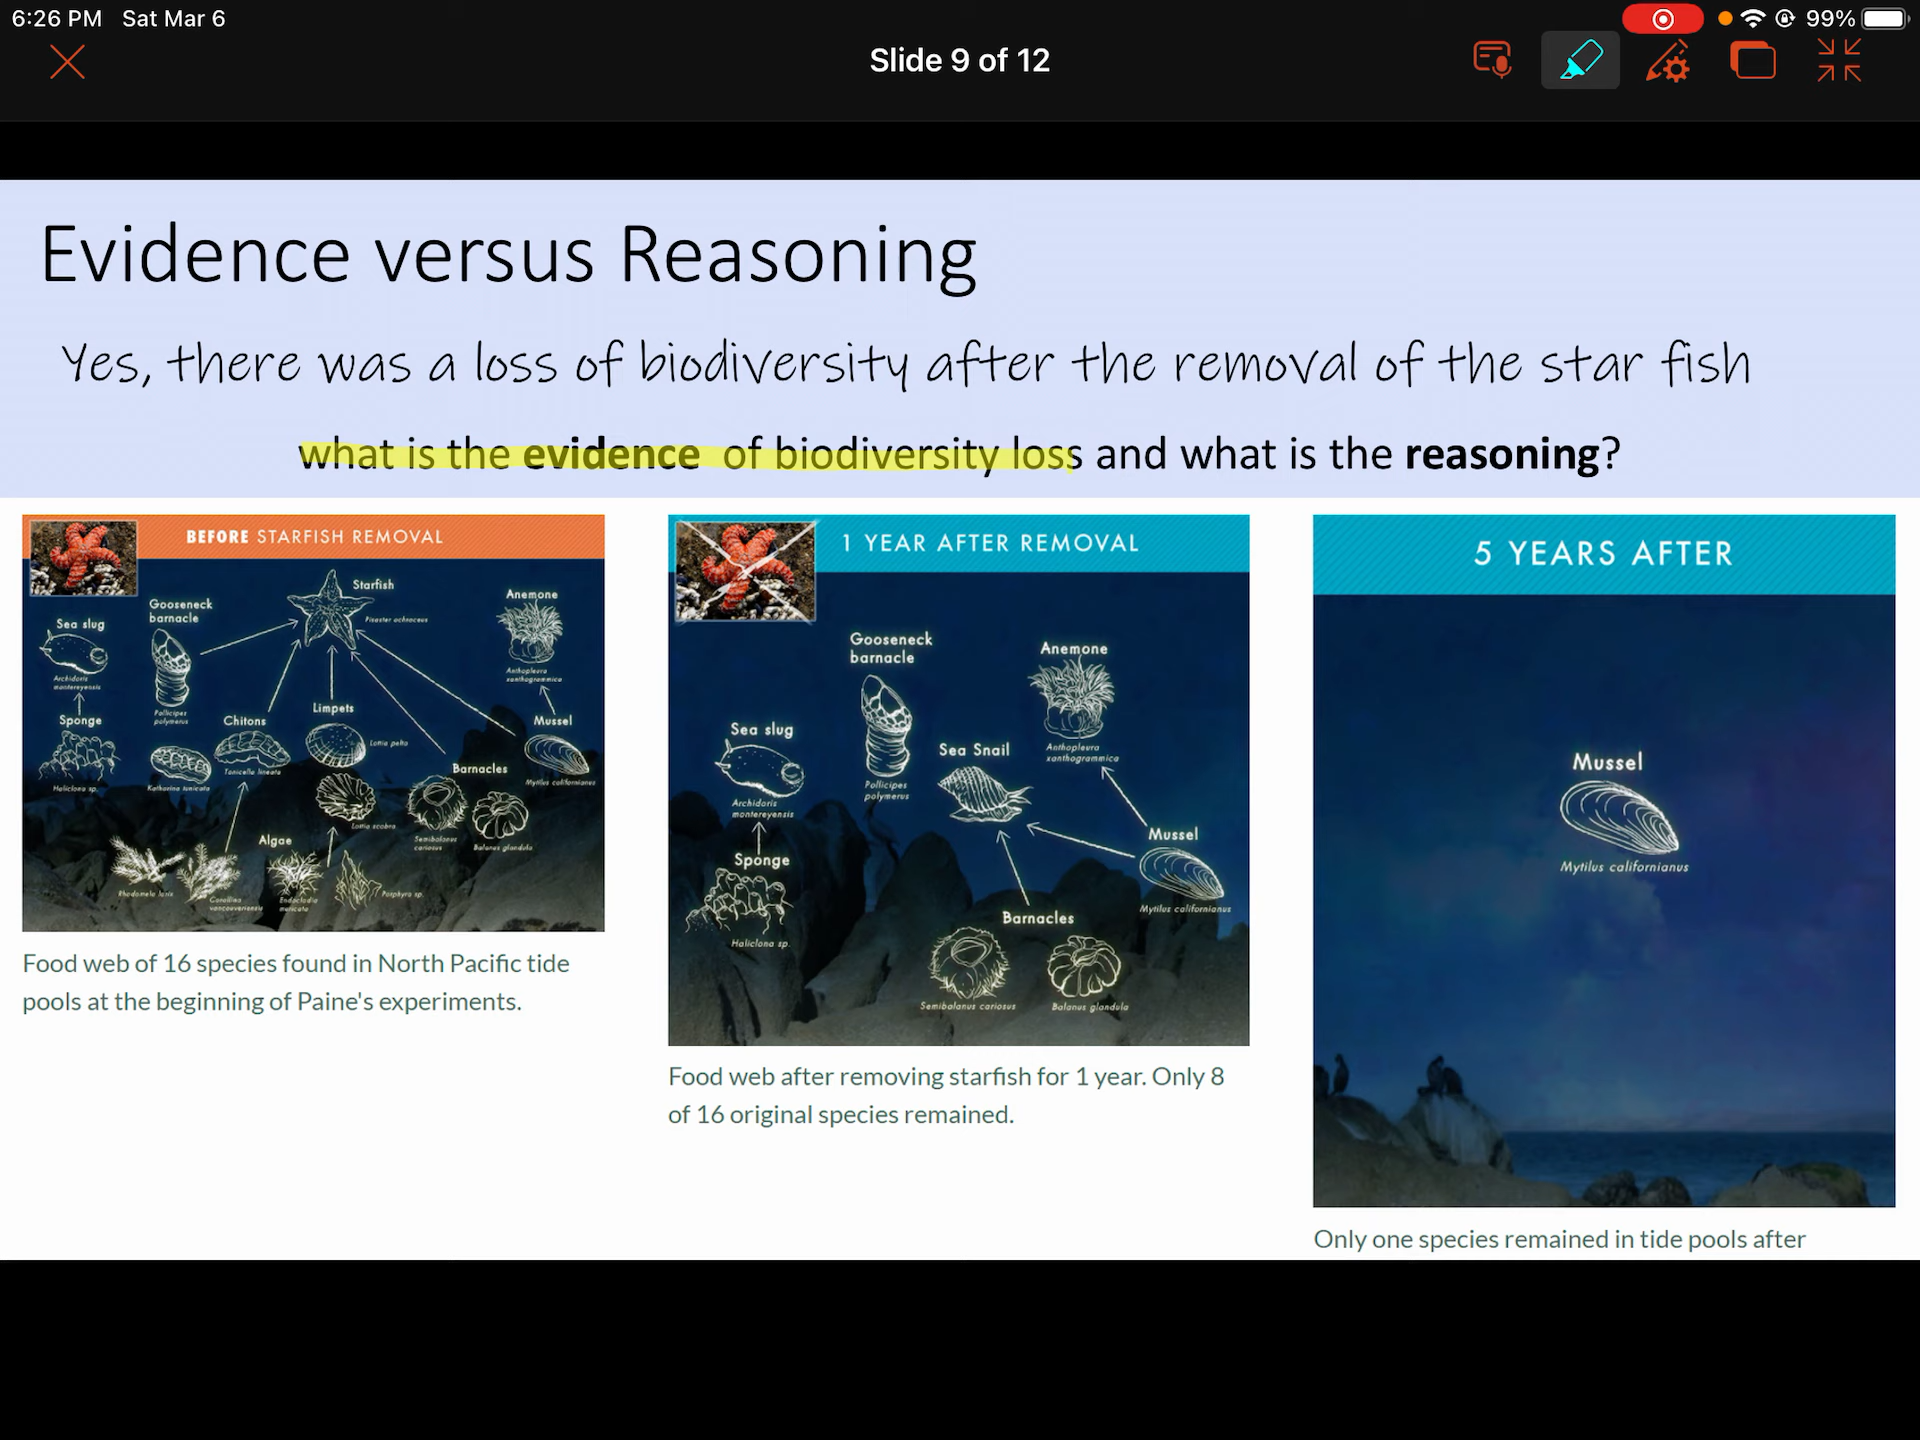 6:26 PM Sat Mar 6
99%
Slide 9 of 12
Evidence versus Reasoning
Yes, there was a loss of biodiversity after the removal of the star fish
what is the evidence of biodiversity loss and what is the reasoning?
BEFORE STARFISH REMOVAL
Starfish
Pisaster ochraceus
Anemone
Anthopleura
xanthogrammica
Gooseneck
barnacle
Pollicipes
polymerus
Sea slug
Archidoris
montereyensis
Sponge
Haliclona sp.
Chitons
Katharina tunicata
Tonicella lineata
Limpets
Lottia pelta
Lottia scabra
Mussel
Mytilus californianus
Barnacles
Semibalanus
cariosus
Balanus glandula
Algae
Rhodomela larix
Corallina
vancouveriensis
Endocladia
muricata
Porphyra sp.
Food web of 16 species found in North Pacific tide
pools at the beginning of Paine's experiments.
1 YEAR AFTER REMOVAL
Gooseneck
barnacle
Pollicipes
polymerus
Anemone
Anthopleura
xanthogrammica
Sea slug
Archidoris
montereyensis
Sea Snail
Sponge
Haliclona sp.
Mussel
Mytilus californianus
Barnacles
Semibalanus cariosus
Balanus glandula
Food web after removing starfish for 1 year. Only 8
of 16 original species remained.
5 YEARS AFTER
Mussel
Mytilus californianus
Only one species remained in tide pools after